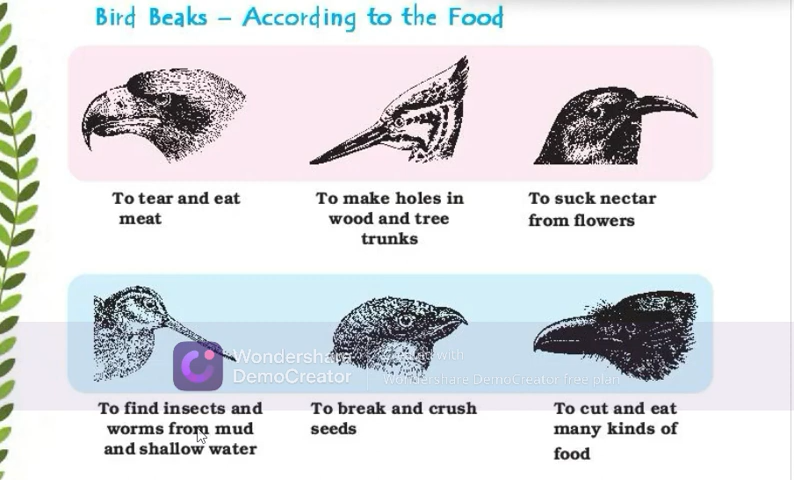 Bird Beaks – According to the Food
To tear and eat
meat
To make holes in
wood and tree
trunks
To suck nectar
from flowers
Wondershare
DemoCreator
Created with
Wondershare DemoCreator free plan
To find insects and
worms from mud
and shallow water
To break and crush
seeds
To cut and eat
many kinds of
food